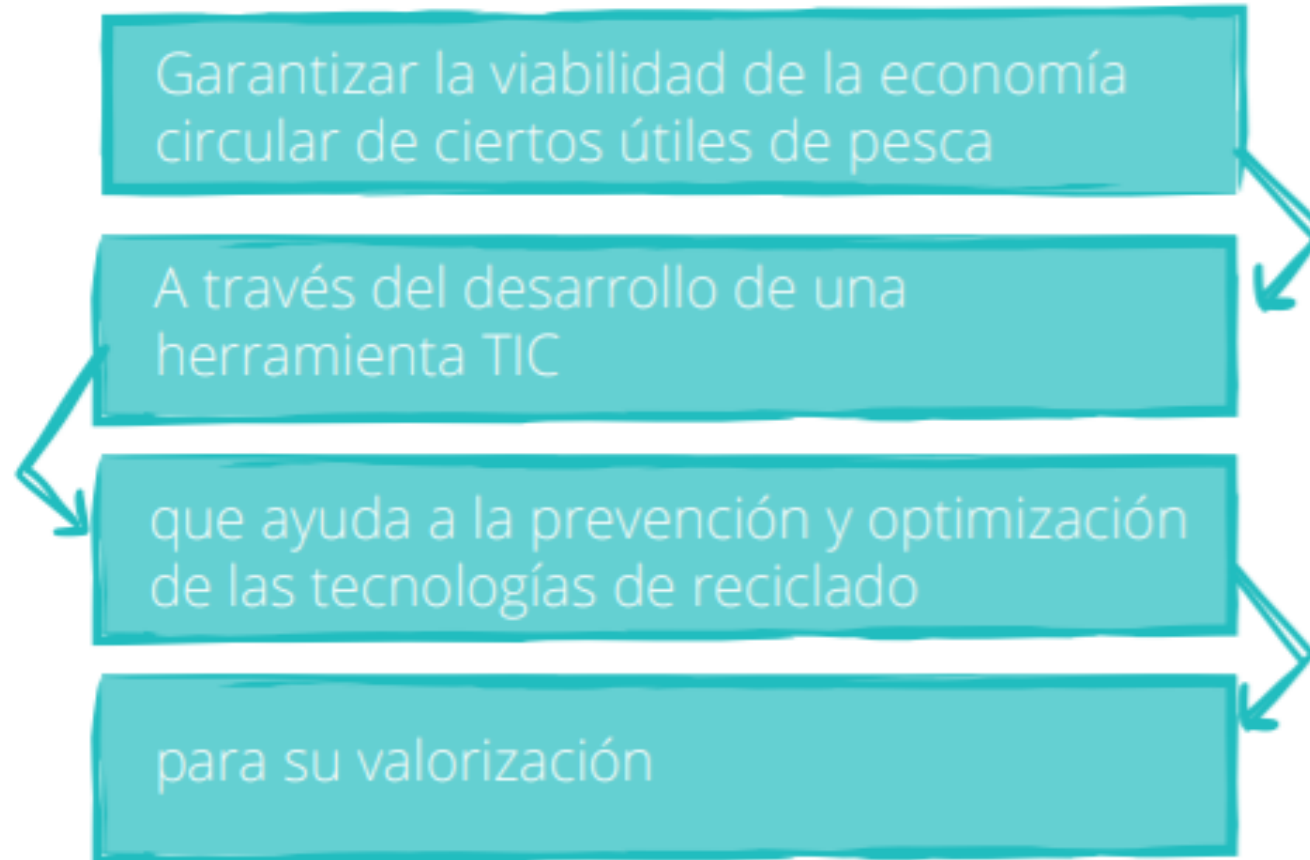 Garantizar la viabilidad de la economía
circular de ciertos útiles de pesca
A través del desarrollo de una
herramienta TIC
que ayuda a la prevención y optimización
de las tecnologías de reciclado
para su valorización